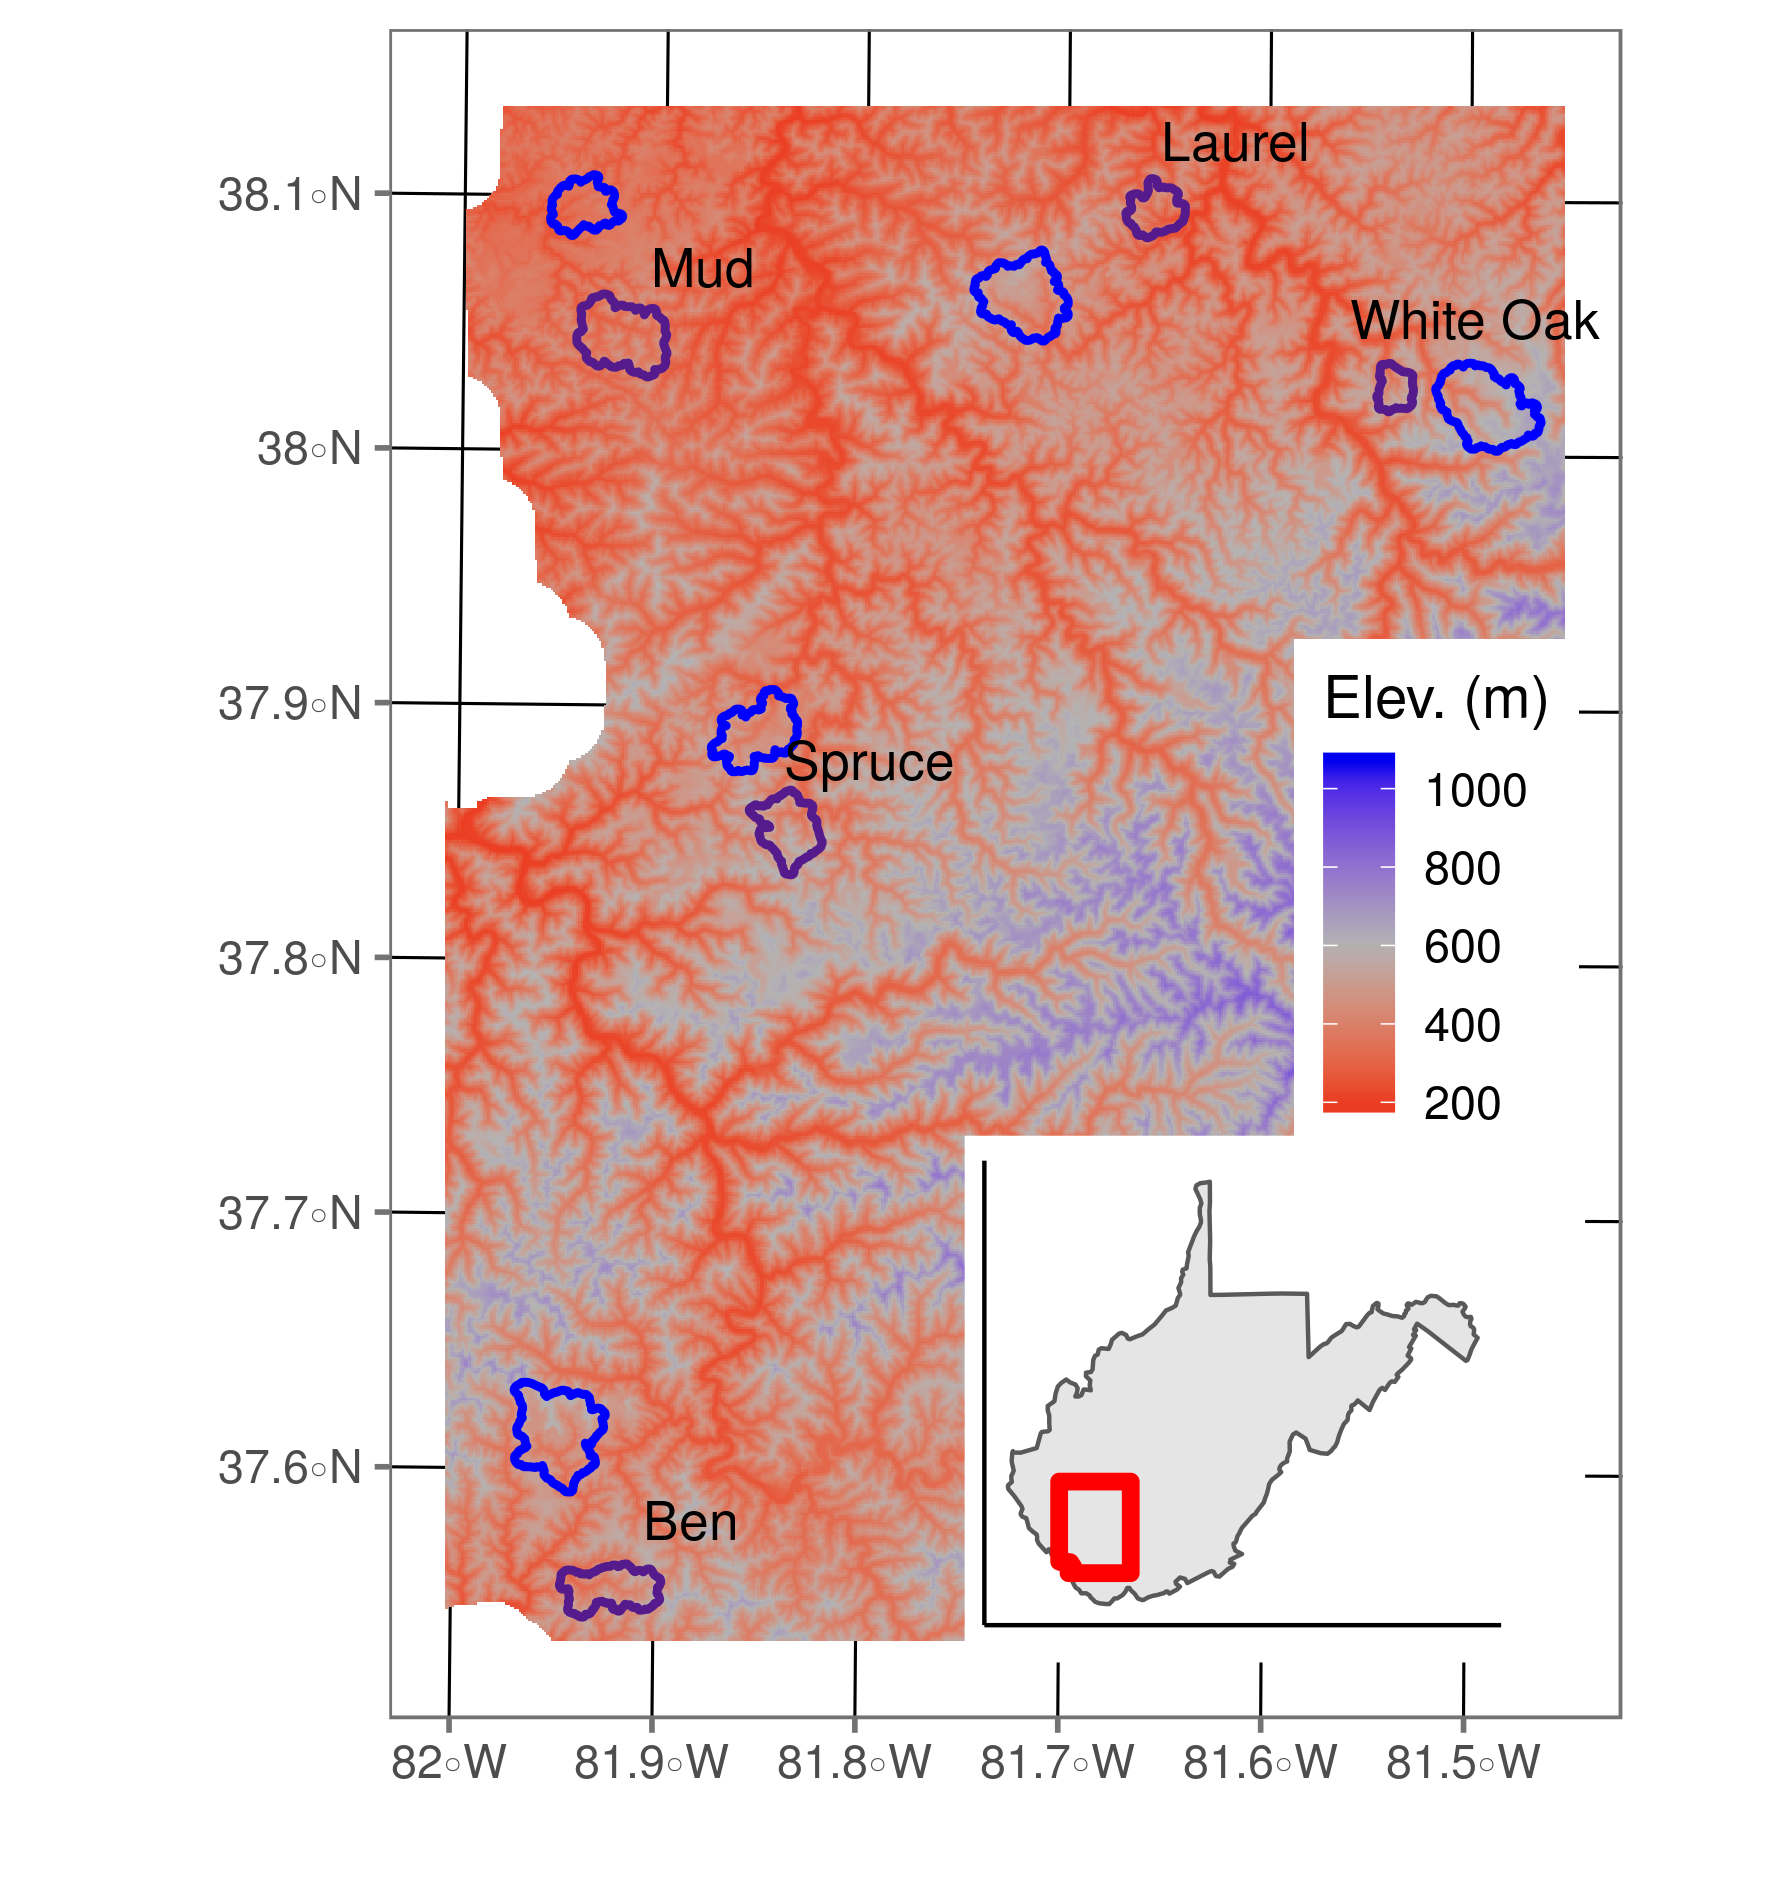 Laurel
38.1◦N
Mud
White Oak
38◦N
Elev. (m)
37.9◦N
Spruce
1000
800
600
400
200
37.8◦N
37.7◦N
37.6◦N
Ben
82◦W 81.9◦W 81.8◦W 81.7◦W 81.6◦W 81.5◦W